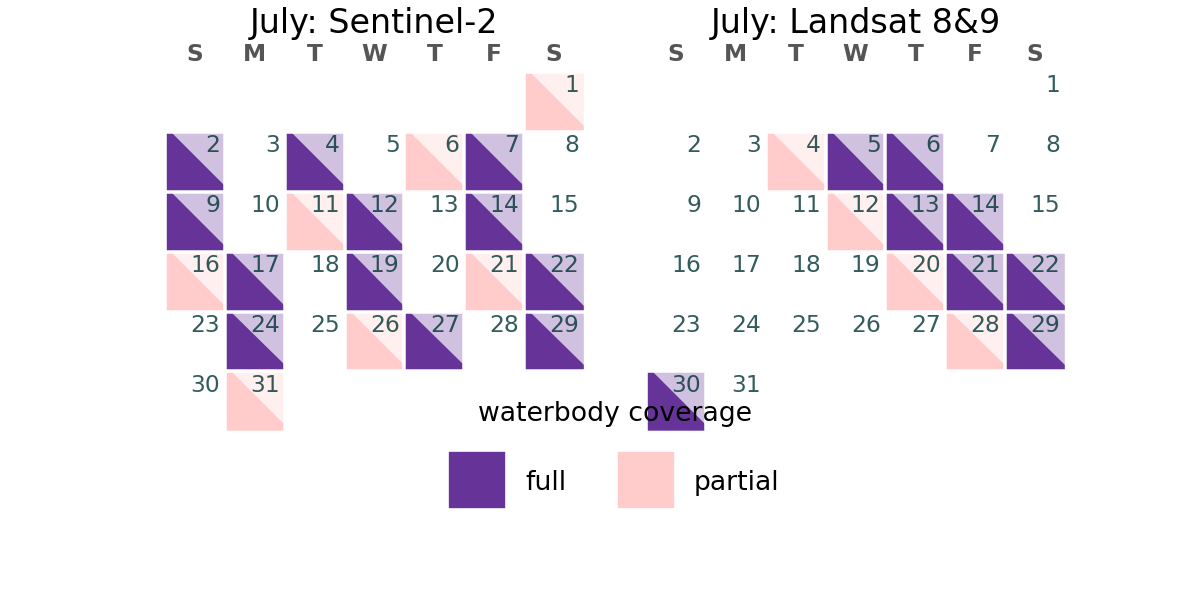 July: Sentinel-2
S M T W T F S
1
2 3 4 5 6 7 8
9 10 11 12 13 14 15
16 17 18 19 20 21 22
23 24 25 26 27 28 29
30 31
July: Landsat 8&9
S M T W T F S
1
2 3 4 5 6 7 8
9 10 11 12 13 14 15
16 17 18 19 20 21 22
23 24 25 26 27 28 29
30 31
waterbody coverage
full partial